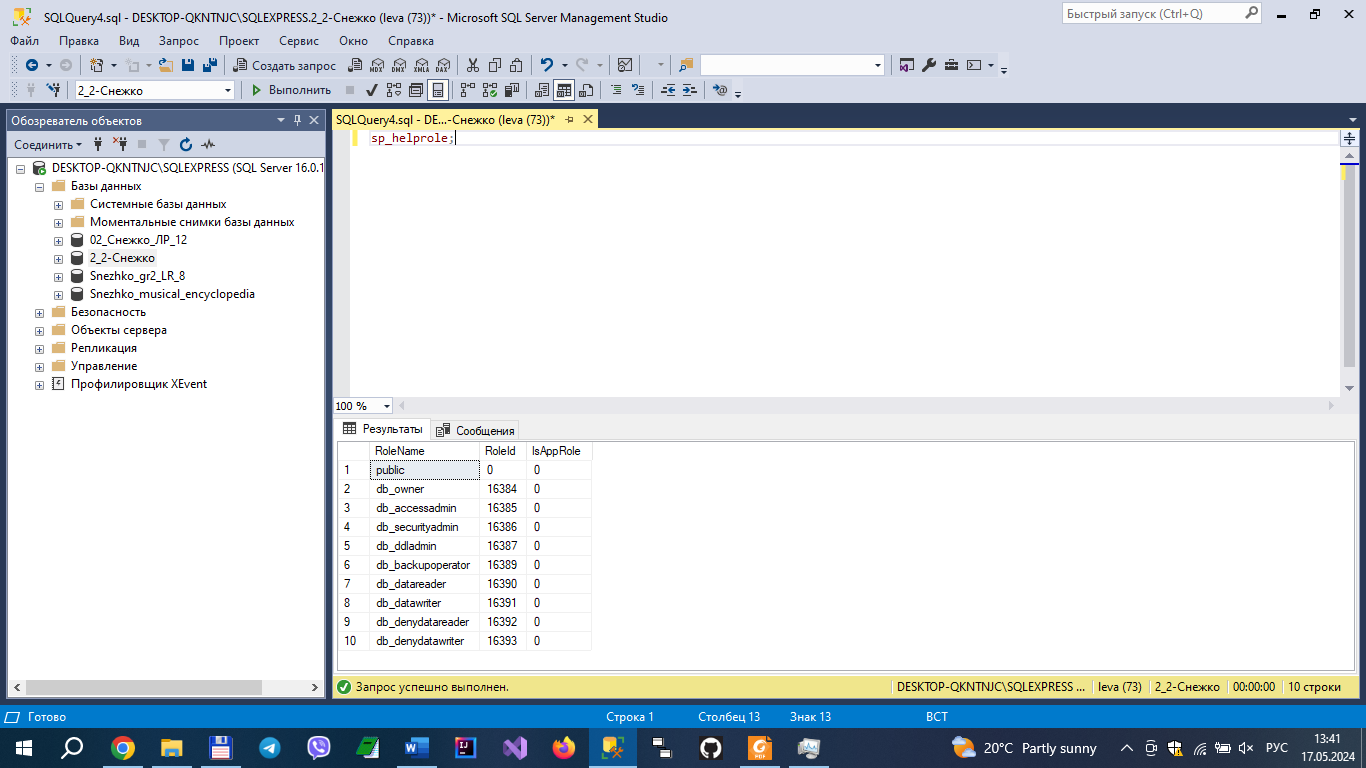 SQLQuery4.sql - DESKTOP-QKNTNJC\SQLEXPRESS.2_2-Снежко (leva (73))* - Microsoft SQL Server Management Studio
Быстрый запуск (Ctrl+Q)
Файл Правка Вид Запрос Проект Сервис Окно Справка
Создать запрос MDX DMX XMLA DAX
2_2-Снежко Выполнить
Обозреватель объектов
SQLQuery4.sql - DE...-Снежко (leva (73))*
Соединить
sp_helprole;
DESKTOP-QKNTNJC\SQLEXPRESS (SQL Server 16.0.1
Базы данных
Системные базы данных
Моментальные снимки базы данных
02_Снежко_ЛР_12
2_2-Снежко
Snezhko_gr2_LR_8
Snezhko_musical_encyclopedia
Безопасность
Объекты сервера
Репликация
Управление
Профилировщик XEvent
100 %
Результаты Сообщения
RoleName RoleId IsAppRole
1 public 0 0
2 db_owner 16384 0
3 db_accessadmin 16385 0
4 db_securityadmin 16386 0
5 db_ddladmin 16387 0
6 db_backupoperator 16389 0
7 db_datareader 16390 0
8 db_datawriter 16391 0
9 db_denydatareader 16392 0
10 db_denydatawriter 16393 0
Запрос успешно выполнен. DESKTOP-QKNTNJC\SQLEXPRESS ... leva (73) 2_2-Снежко 00:00:00 10 строки
Готово Строка 1 Столбец 13 Знак 13 ВСТ
20°C Partly sunny РУС 13:41
17.05.2024